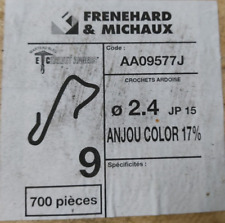 FRENEHARD
& MICHAUX
Code :
AA09577J
CROCHETS ARDOISE
ø 2.4 JP 15
ANJOU COLOR 17%
9
Spécificités :
700 pièces